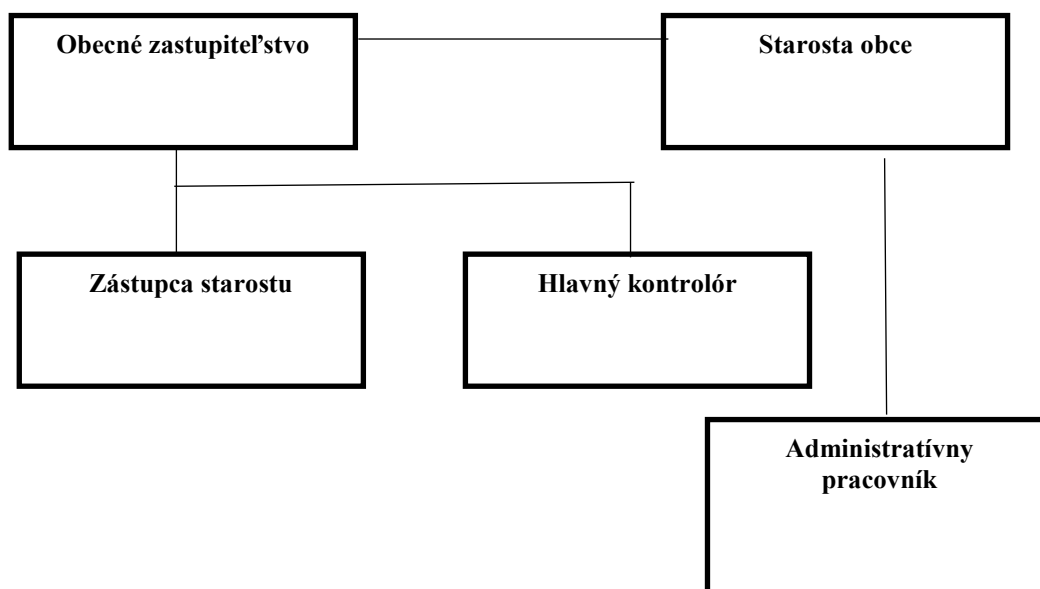 Obecné zastupiteľstvo
Starosta obce
Zástupca starostu
Hlavný kontrolór
Administratívny
pracovník